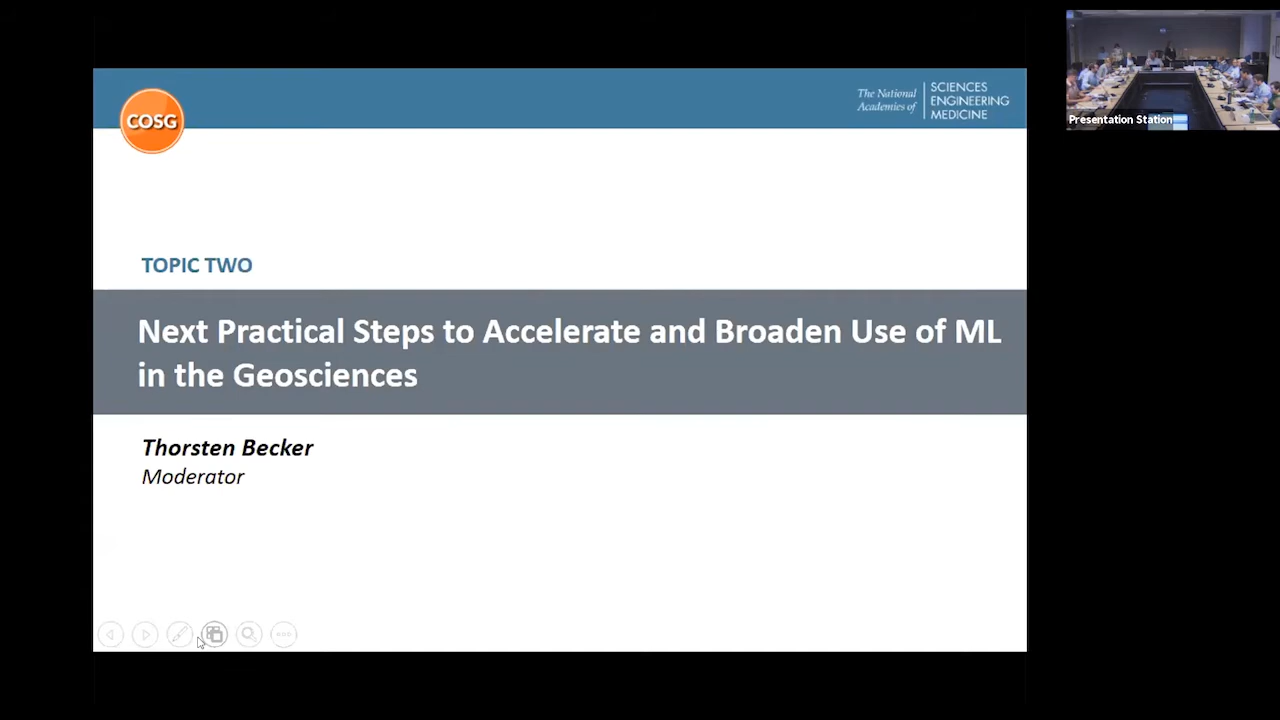 COSG
The National
Academies of
SCIENCES
ENGINEERING
MEDICINE
TOPIC TWO
Next Practical Steps to Accelerate and Broaden Use of ML
in the Geosciences
Thorsten Becker
Moderator
Presentation Station